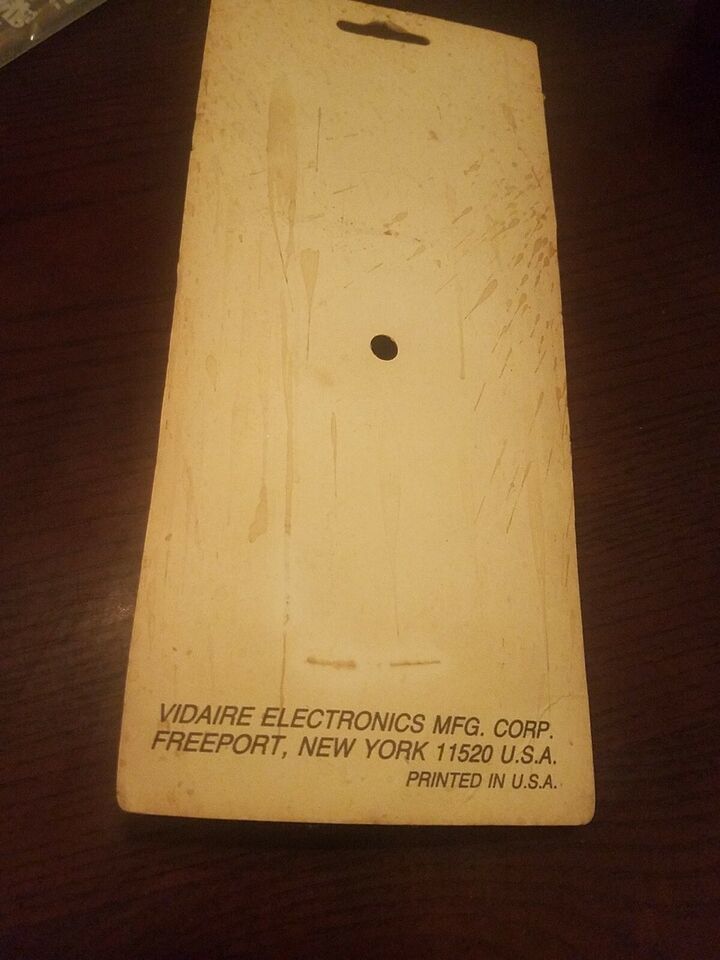 VIDAIRE ELECTRONICS MFG. CORP.
FREEPORT, NEW YORK 11520 U.S.A.
PRINTED IN U.S.A.